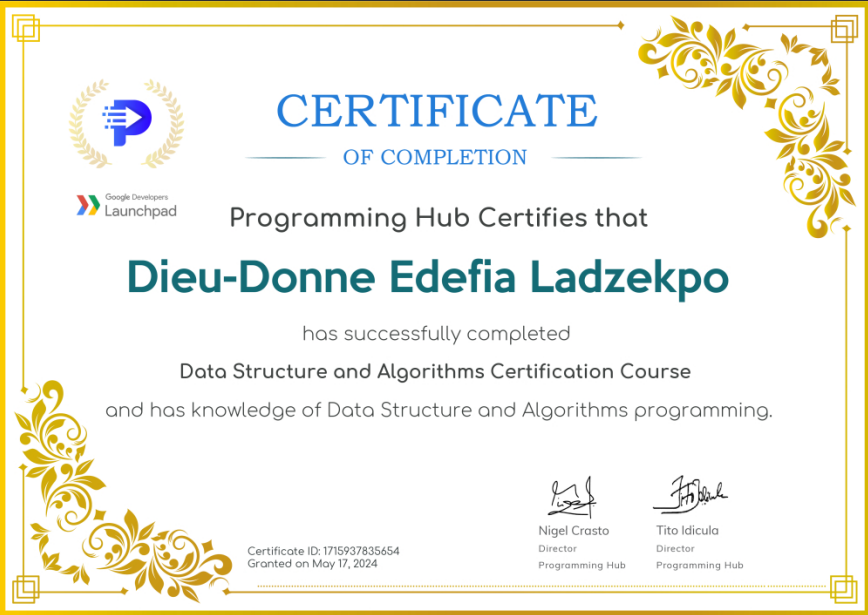 CERTIFICATE
OF COMPLETION
Google Developers
Launchpad
Programming Hub Certifies that
Dieu-Donne Edefia Ladzekpo
has successfully completed
Data Structure and Algorithms Certification Course
and has knowledge of Data Structure and Algorithms programming.
Nigel Crasto
Director
Programming Hub
Tito Idicula
Director
Programming Hub
Certificate ID: 1715937835654
Granted on May 17, 2024